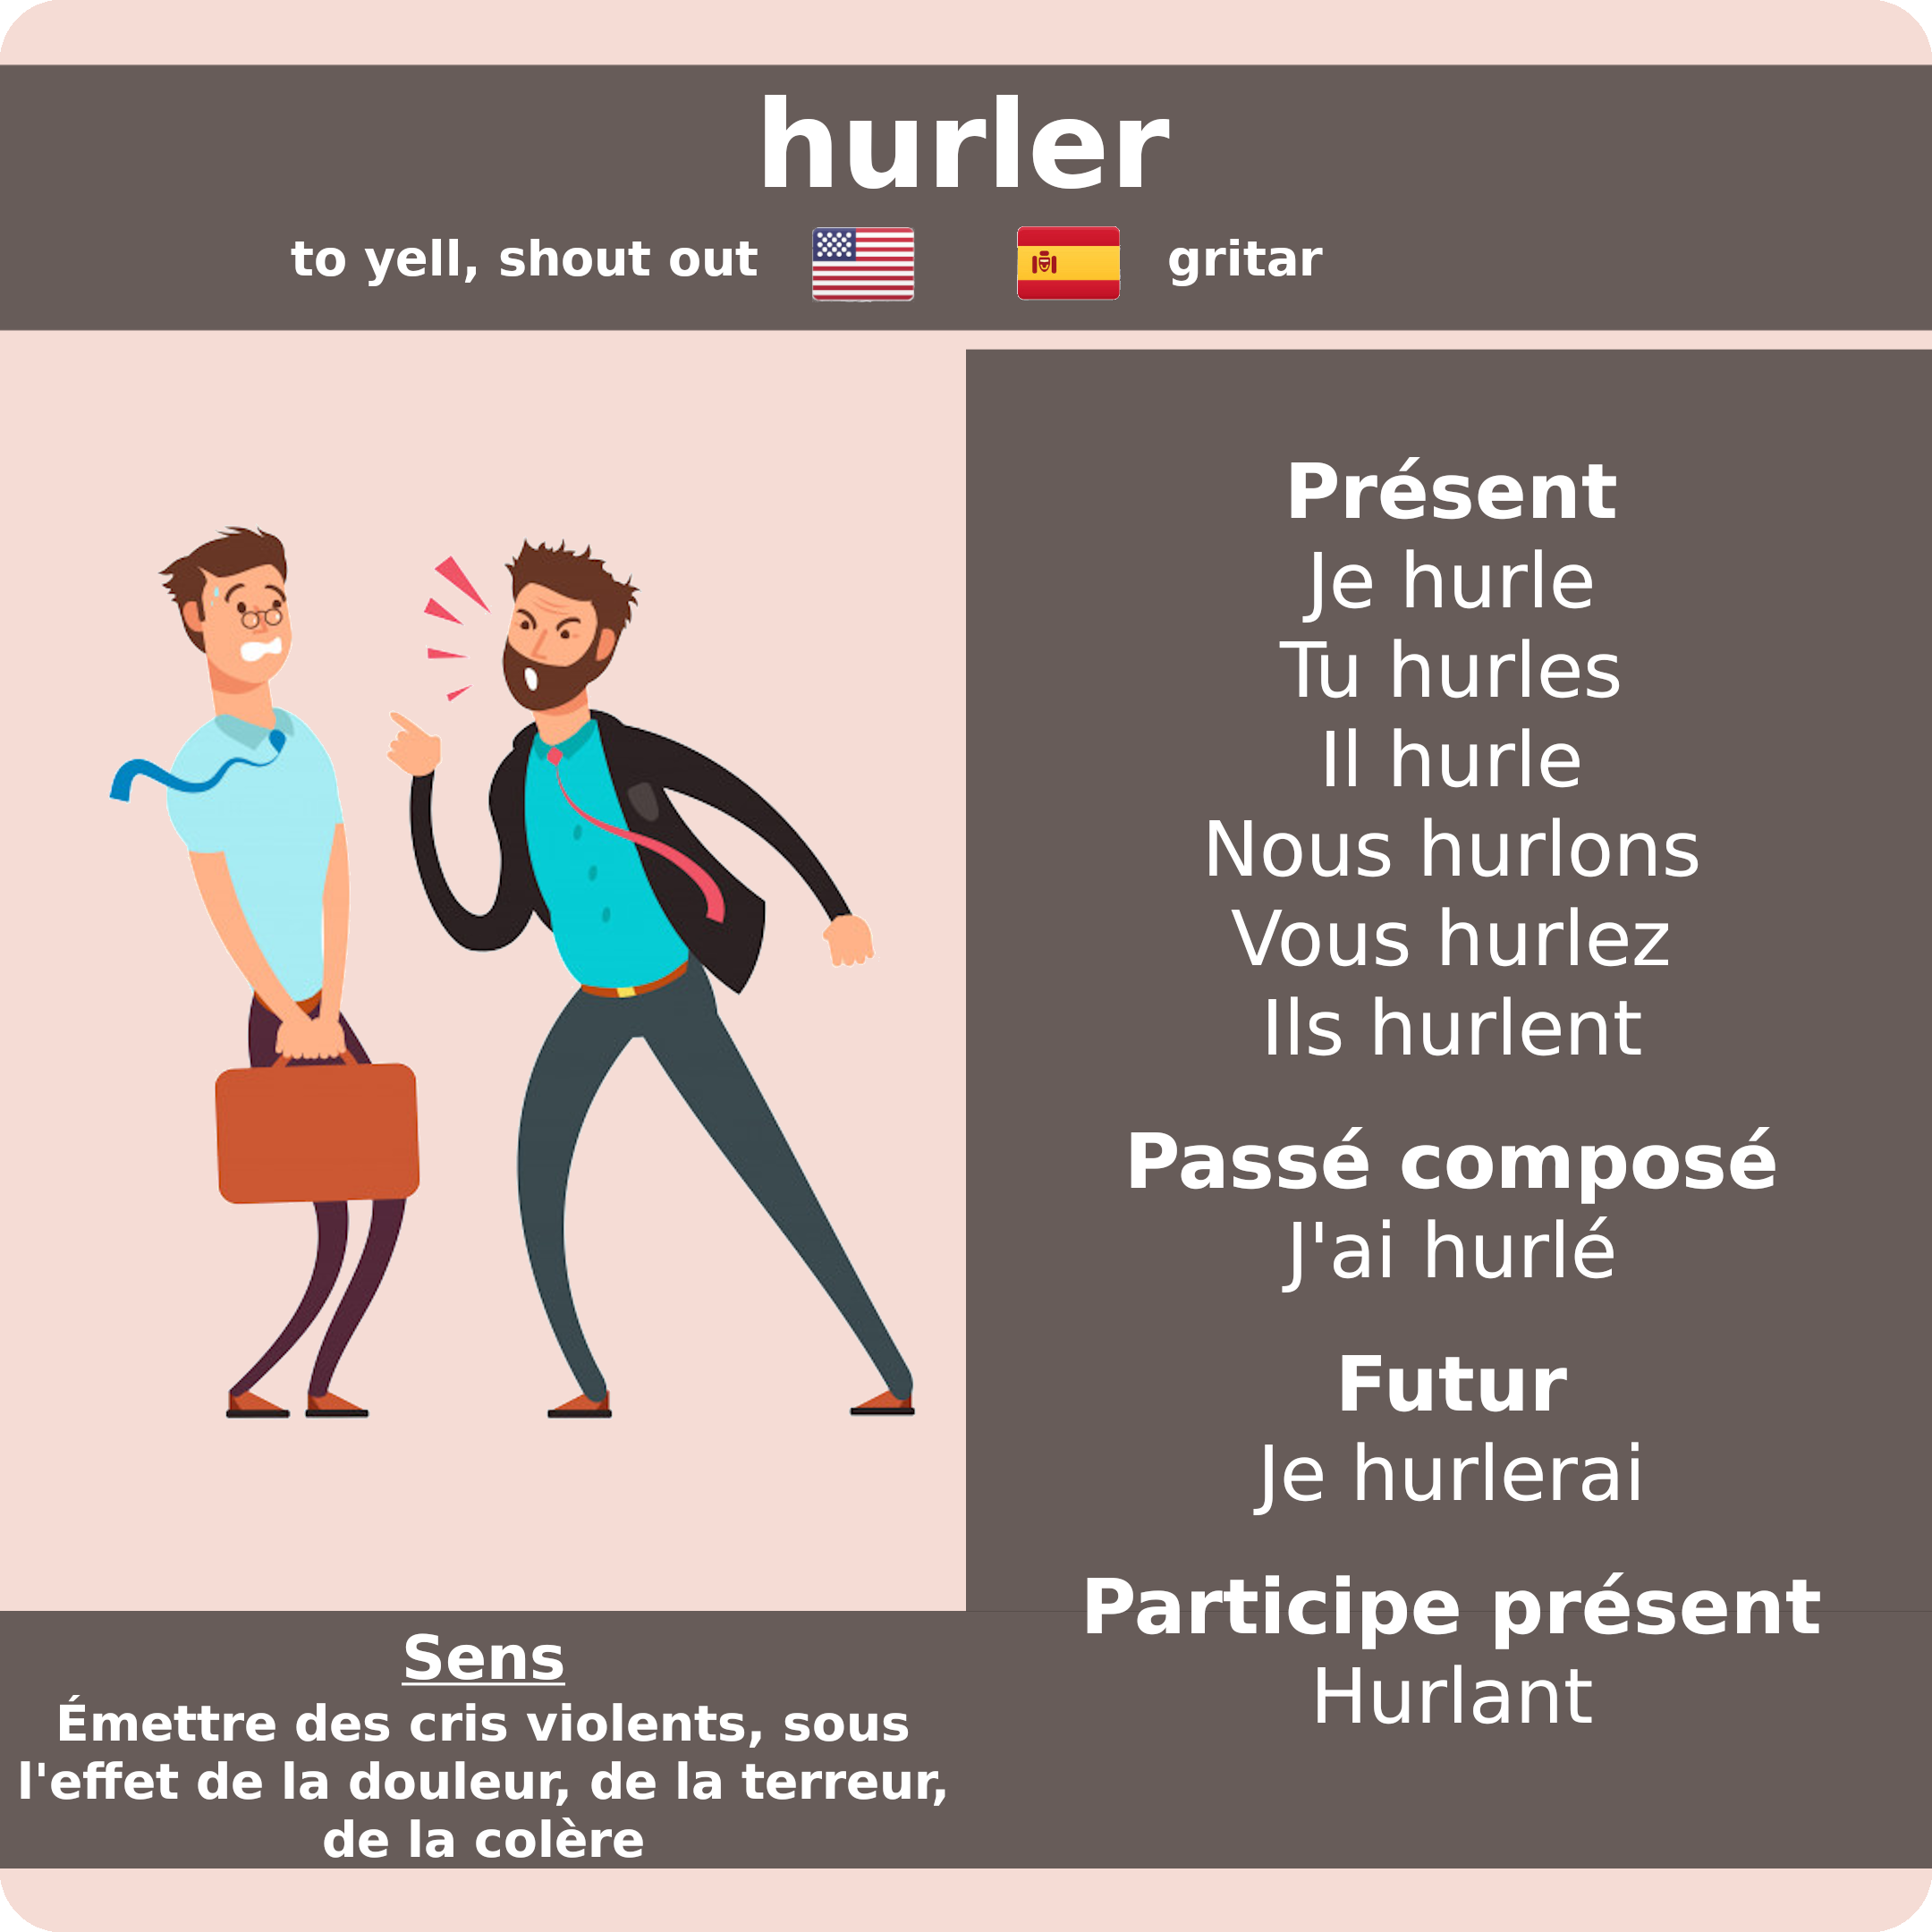 hurler
to yell, shout out
gritar
Présent
Je hurle
Tu hurles
Il hurle
Nous hurlons
Vous hurlez
Ils hurlent
Passé composé
J'ai hurlé
Futur
Je hurlerai
Participe présent
Hurlant
Sens
Émettre des cris violents, sous
l'effet de la douleur, de la terreur,
de la colère